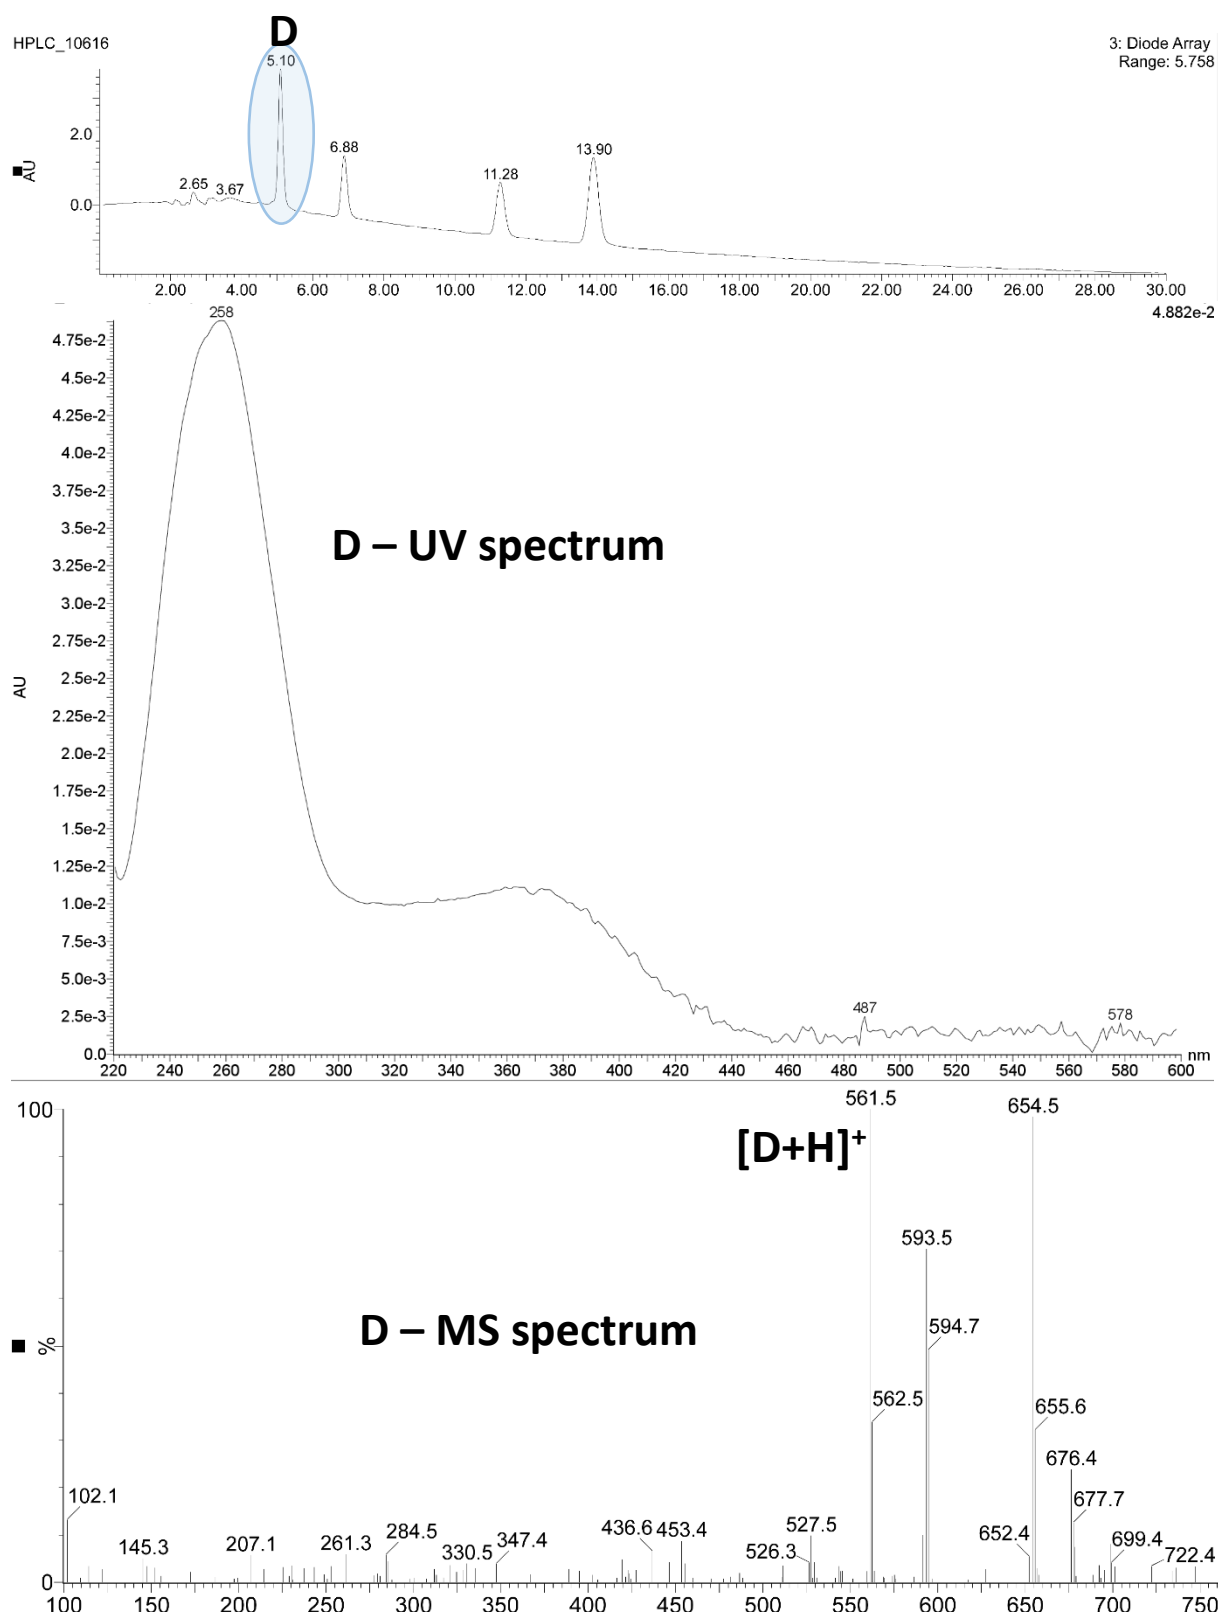 D
HPLC_10616
3: Diode Array
Range: 5.758
5.10
6.88
13.90
11.28
2.65
3.67
2.0
0.0
AU
2.00 4.00 6.00 8.00 10.00 12.00 14.00 16.00 18.00 20.00 22.00 24.00 26.00 28.00 30.00
4.882e-2
258
4.75e-2
4.5e-2
4.25e-2
4.0e-2
3.75e-2
3.5e-2
D – UV spectrum
3.25e-2
3.0e-2
2.75e-2
2.5e-2
AU
2.25e-2
2.0e-2
1.75e-2
1.5e-2
1.25e-2
1.0e-2
7.5e-3
5.0e-3
2.5e-3
487
578
0.0
nm
220 240 260 280 300 320 340 360 380 400 420 440 460 480 500 520 540 560 580 600
100
561.5
654.5
[D+H]+
593.5
D – MS spectrum
594.7
%
562.5
655.6
676.4
102.1
677.7
145.3
207.1
261.3
284.5
330.5
347.4
436.6
453.4
526.3
527.5
652.4
699.4
722.4
0
100 150 200 250 300 350 400 450 500 550 600 650 700 750